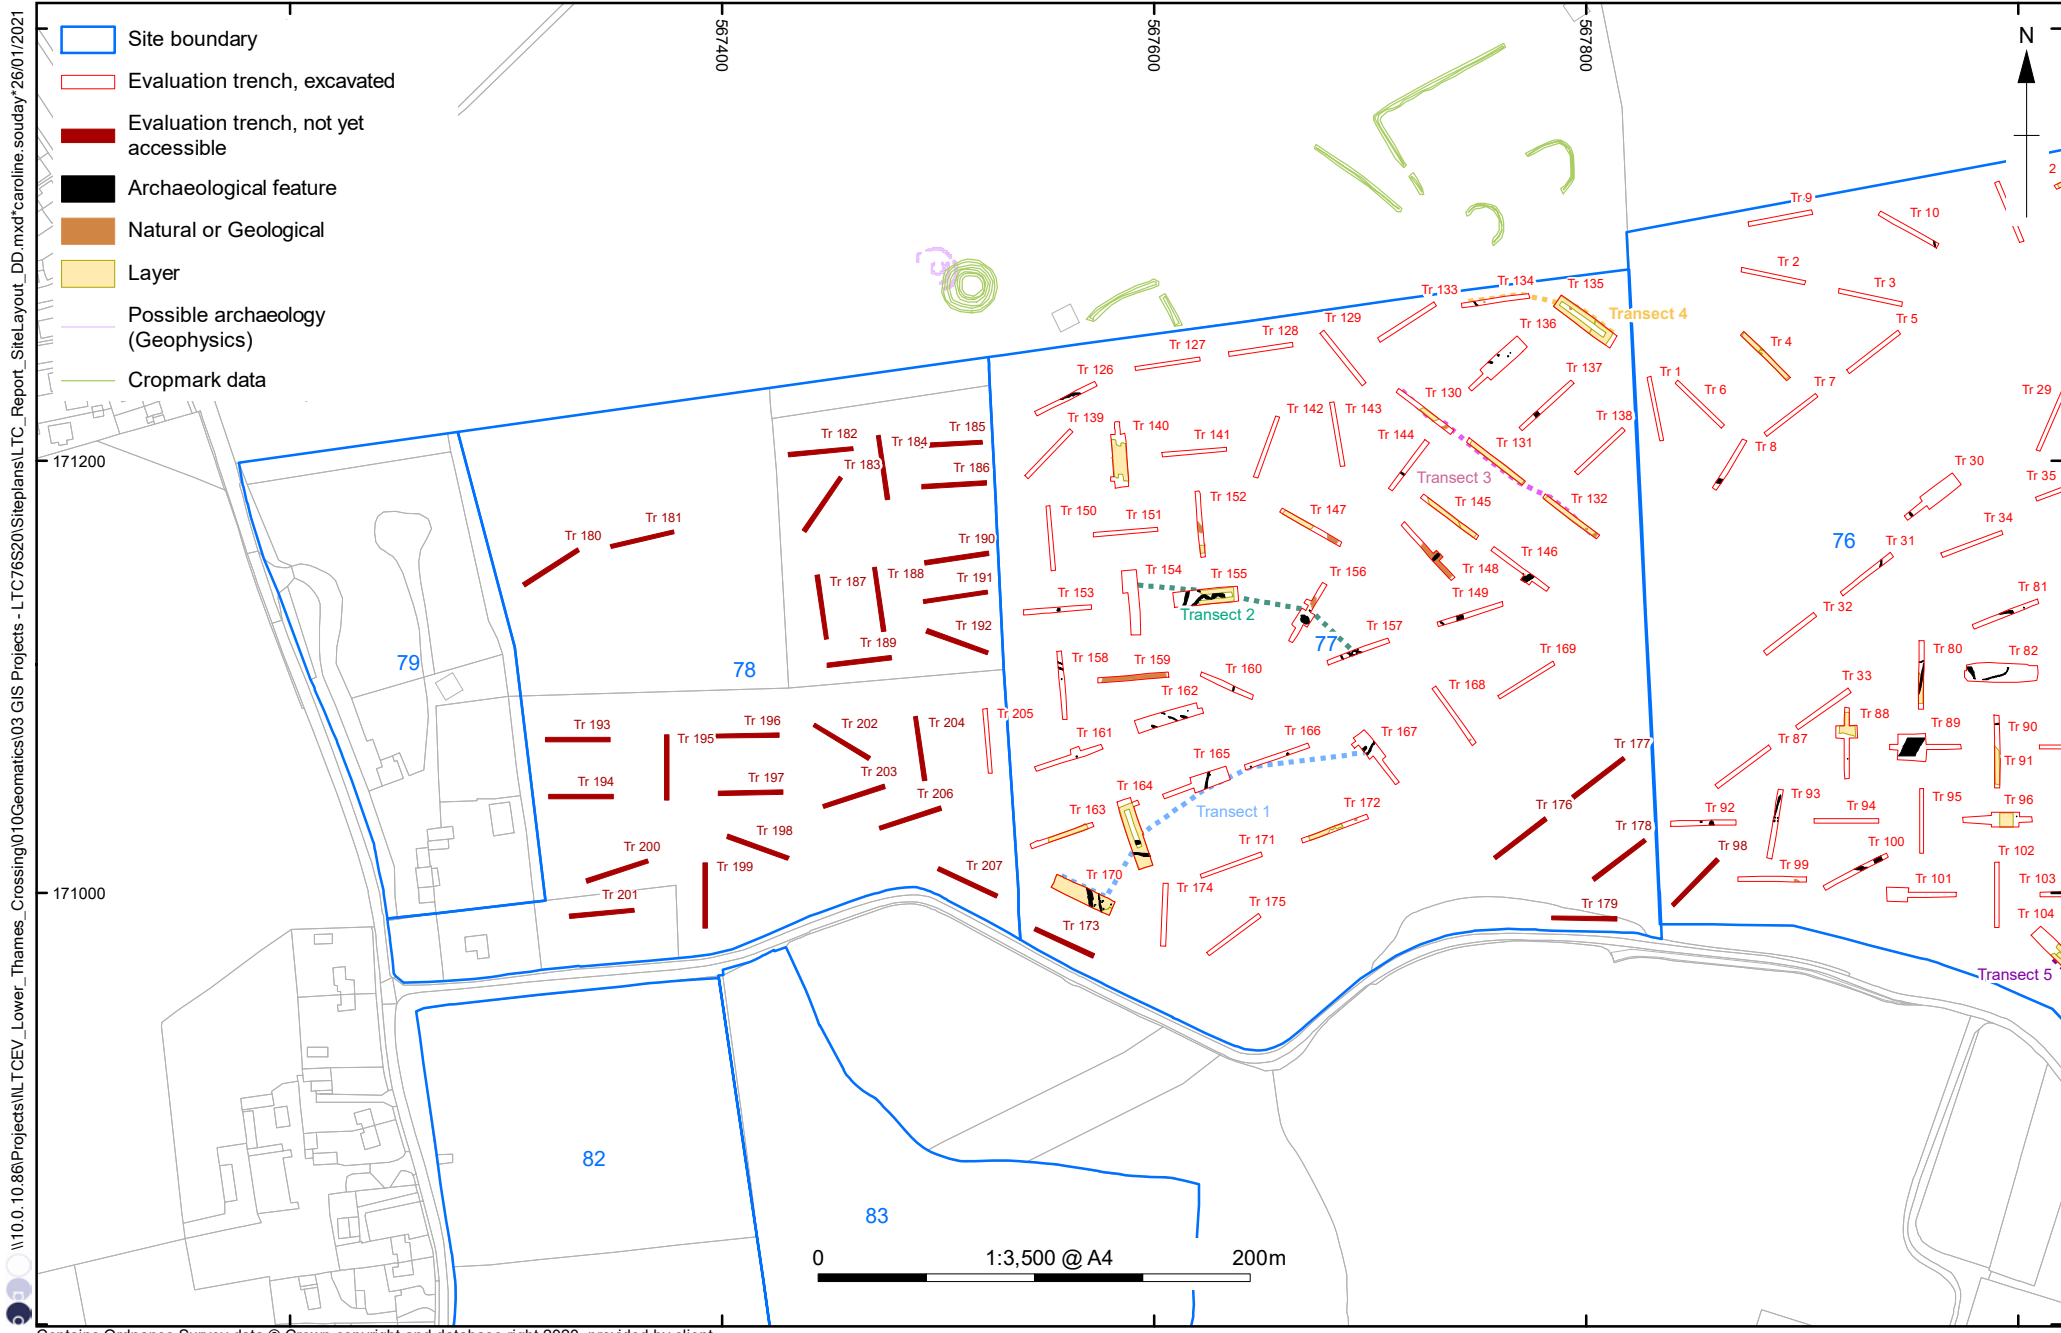 \\10.0.10.86\Projects\l\LTCEV_Lower_Thames_Crossing\010Geomatics\03 GIS Projects - LTC76S20\Siteplans\LTC_Report_SiteLayout_DD.mxd*caroline.souday*26/01/2021
Site boundary
Evaluation trench, excavated
Evaluation trench, not yet
accessible
Archaeological feature
Natural or Geological
Layer
Possible archaeology
(Geophysics)
Cropmark data
567400
567600
567800
N
171200
171000
2
Tr 9
Tr 10
Tr 2
Tr 3
Tr 133
Tr 134
Tr 135
Transect 4
Tr 5
Tr 129
Tr 128
Tr 127
Tr 136
Tr 4
Tr 126
Tr 130
Tr 137
Tr 1
Tr 6
Tr 7
Tr 29
Tr 139
Tr 140
Tr 141
Tr 142
Tr 143
Tr 144
Tr 131
Tr 138
Tr 8
Tr 182
Tr 184
Tr 185
Tr 183
Tr 186
Transect 3
Tr 30
Tr 35
Tr 150
Tr 151
Tr 152
Tr 147
Tr 145
Tr 132
Tr 180
Tr 181
Tr 190
Tr 34
76
Tr 31
Tr 146
Tr 148
Tr 187
Tr 188
Tr 191
Tr 154
Tr 155
Tr 156
Tr 153
Transect 2
Tr 149
Tr 81
Tr 32
Tr 192
Tr 189
Tr 157
77
79
78
Tr 158
Tr 159
Tr 160
Tr 169
Tr 80
Tr 82
Tr 162
Tr 168
Tr 33
Tr 193
Tr 195
Tr 196
Tr 202
Tr 204
Tr 205
Tr 161
Tr 166
Tr 167
Tr 88
Tr 89
Tr 90
Tr 177
Tr 87
Tr 194
Tr 197
Tr 203
Tr 165
Tr 91
Tr 206
Tr 164
Transect 1
Tr 163
Tr 172
Tr 176
Tr 178
Tr 92
Tr 93
Tr 94
Tr 95
Tr 96
Tr 198
Tr 200
Tr 199
Tr 207
Tr 171
Tr 98
Tr 100
Tr 99
Tr 102
Tr 170
Tr 174
Tr 175
Tr 101
Tr 103
Tr 201
Tr 173
Tr 179
Tr 104
Transect 5
82
83
0
1:3,500 @ A4
200m
Contains Ordnance Survey data © Crown copyright and database right 2020, provided by client